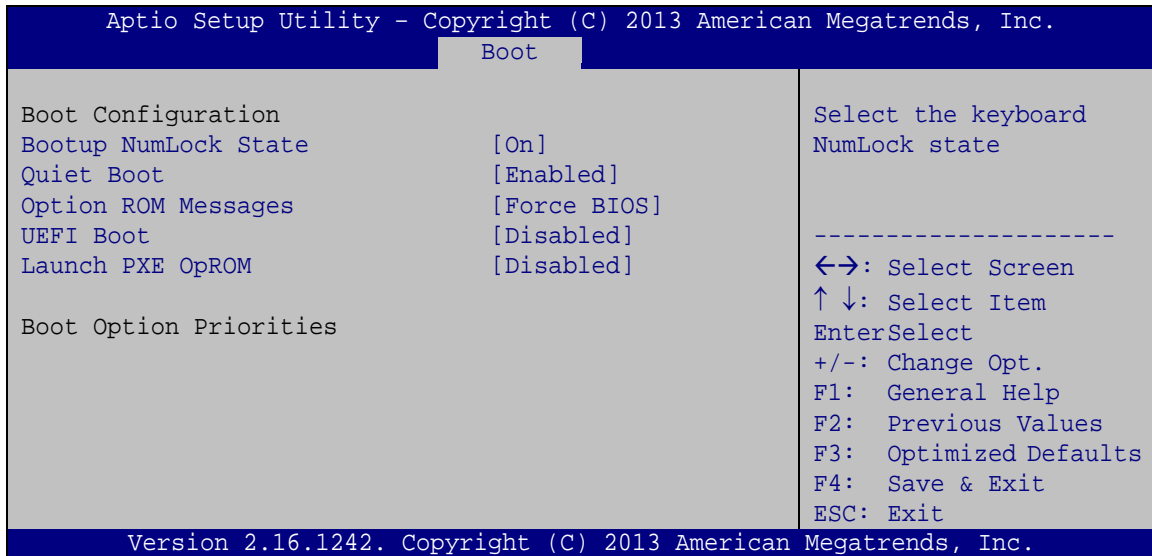 Aptio Setup Utility – Copyright (C) 2013 American Megatrends, Inc.
Boot
Boot Configuration
Bootup NumLock State [On]
Quiet Boot [Enabled]
Option ROM Messages [Force BIOS]
UEFI Boot [Disabled]
Launch PXE OpROM [Disabled]
Boot Option Priorities
Select the keyboard
NumLock state
---------------------
←→: Select Screen
↑ ↓: Select Item
EnterSelect
+/-: Change Opt.
F1: General Help
F2: Previous Values
F3: Optimized Defaults
F4: Save & Exit
ESC: Exit
Version 2.16.1242. Copyright (C) 2013 American Megatrends, Inc.